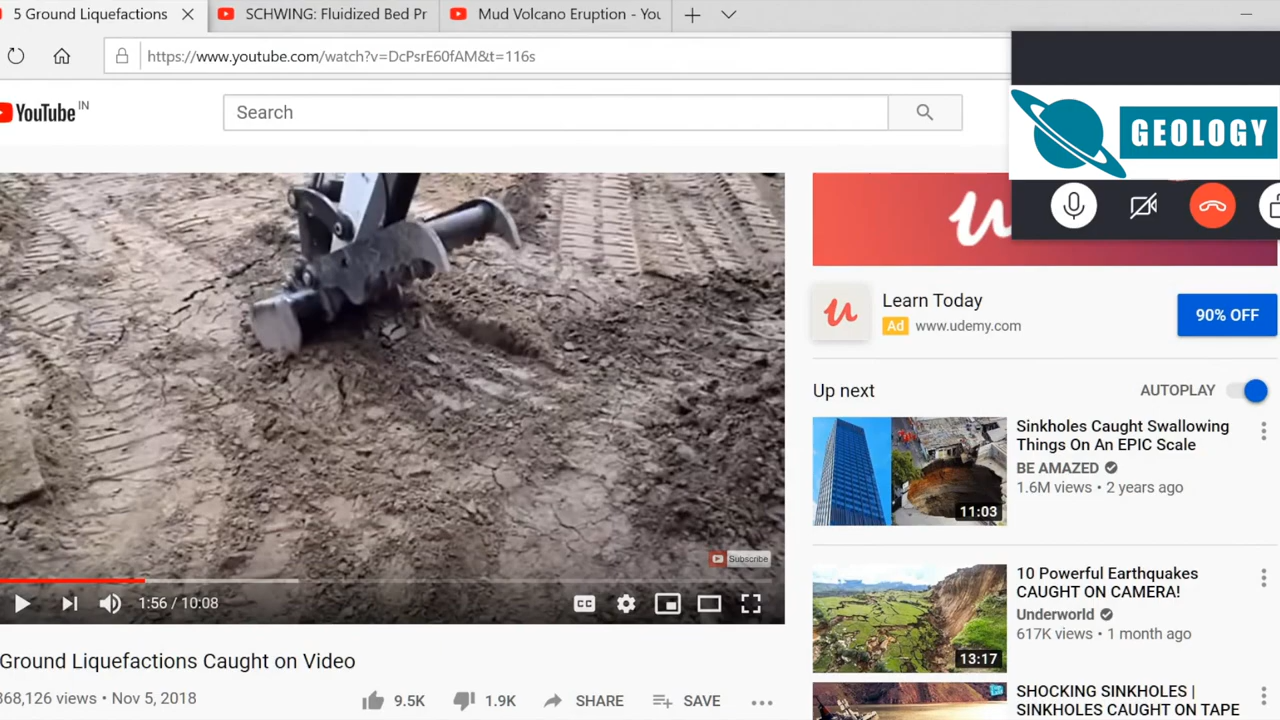 5 Ground Liquefactions
SCHWING: Fluidized Bed Pr
Mud Volcano Eruption - You
https://www.youtube.com/watch?v=DcPsrE60fAM&t=116s
YouTube IN
Search
GEOLOGY
u
Learn Today
Ad www.udemy.com
90% OFF
Up next
AUTOPLAY
Sinkholes Caught Swallowing
Things On An EPIC Scale
BE AMAZED
1.6M views • 2 years ago
11:03
Subscribe
1:56 / 10:08
CC
10 Powerful Earthquakes
CAUGHT ON CAMERA!
Underworld
617K views • 1 month ago
13:17
Ground Liquefactions Caught on Video
368,126 views • Nov 5, 2018
9.5K
1.9K
SHARE
SAVE
SHOCKING SINKHOLES |
SINKHOLES CAUGHT ON TAPE